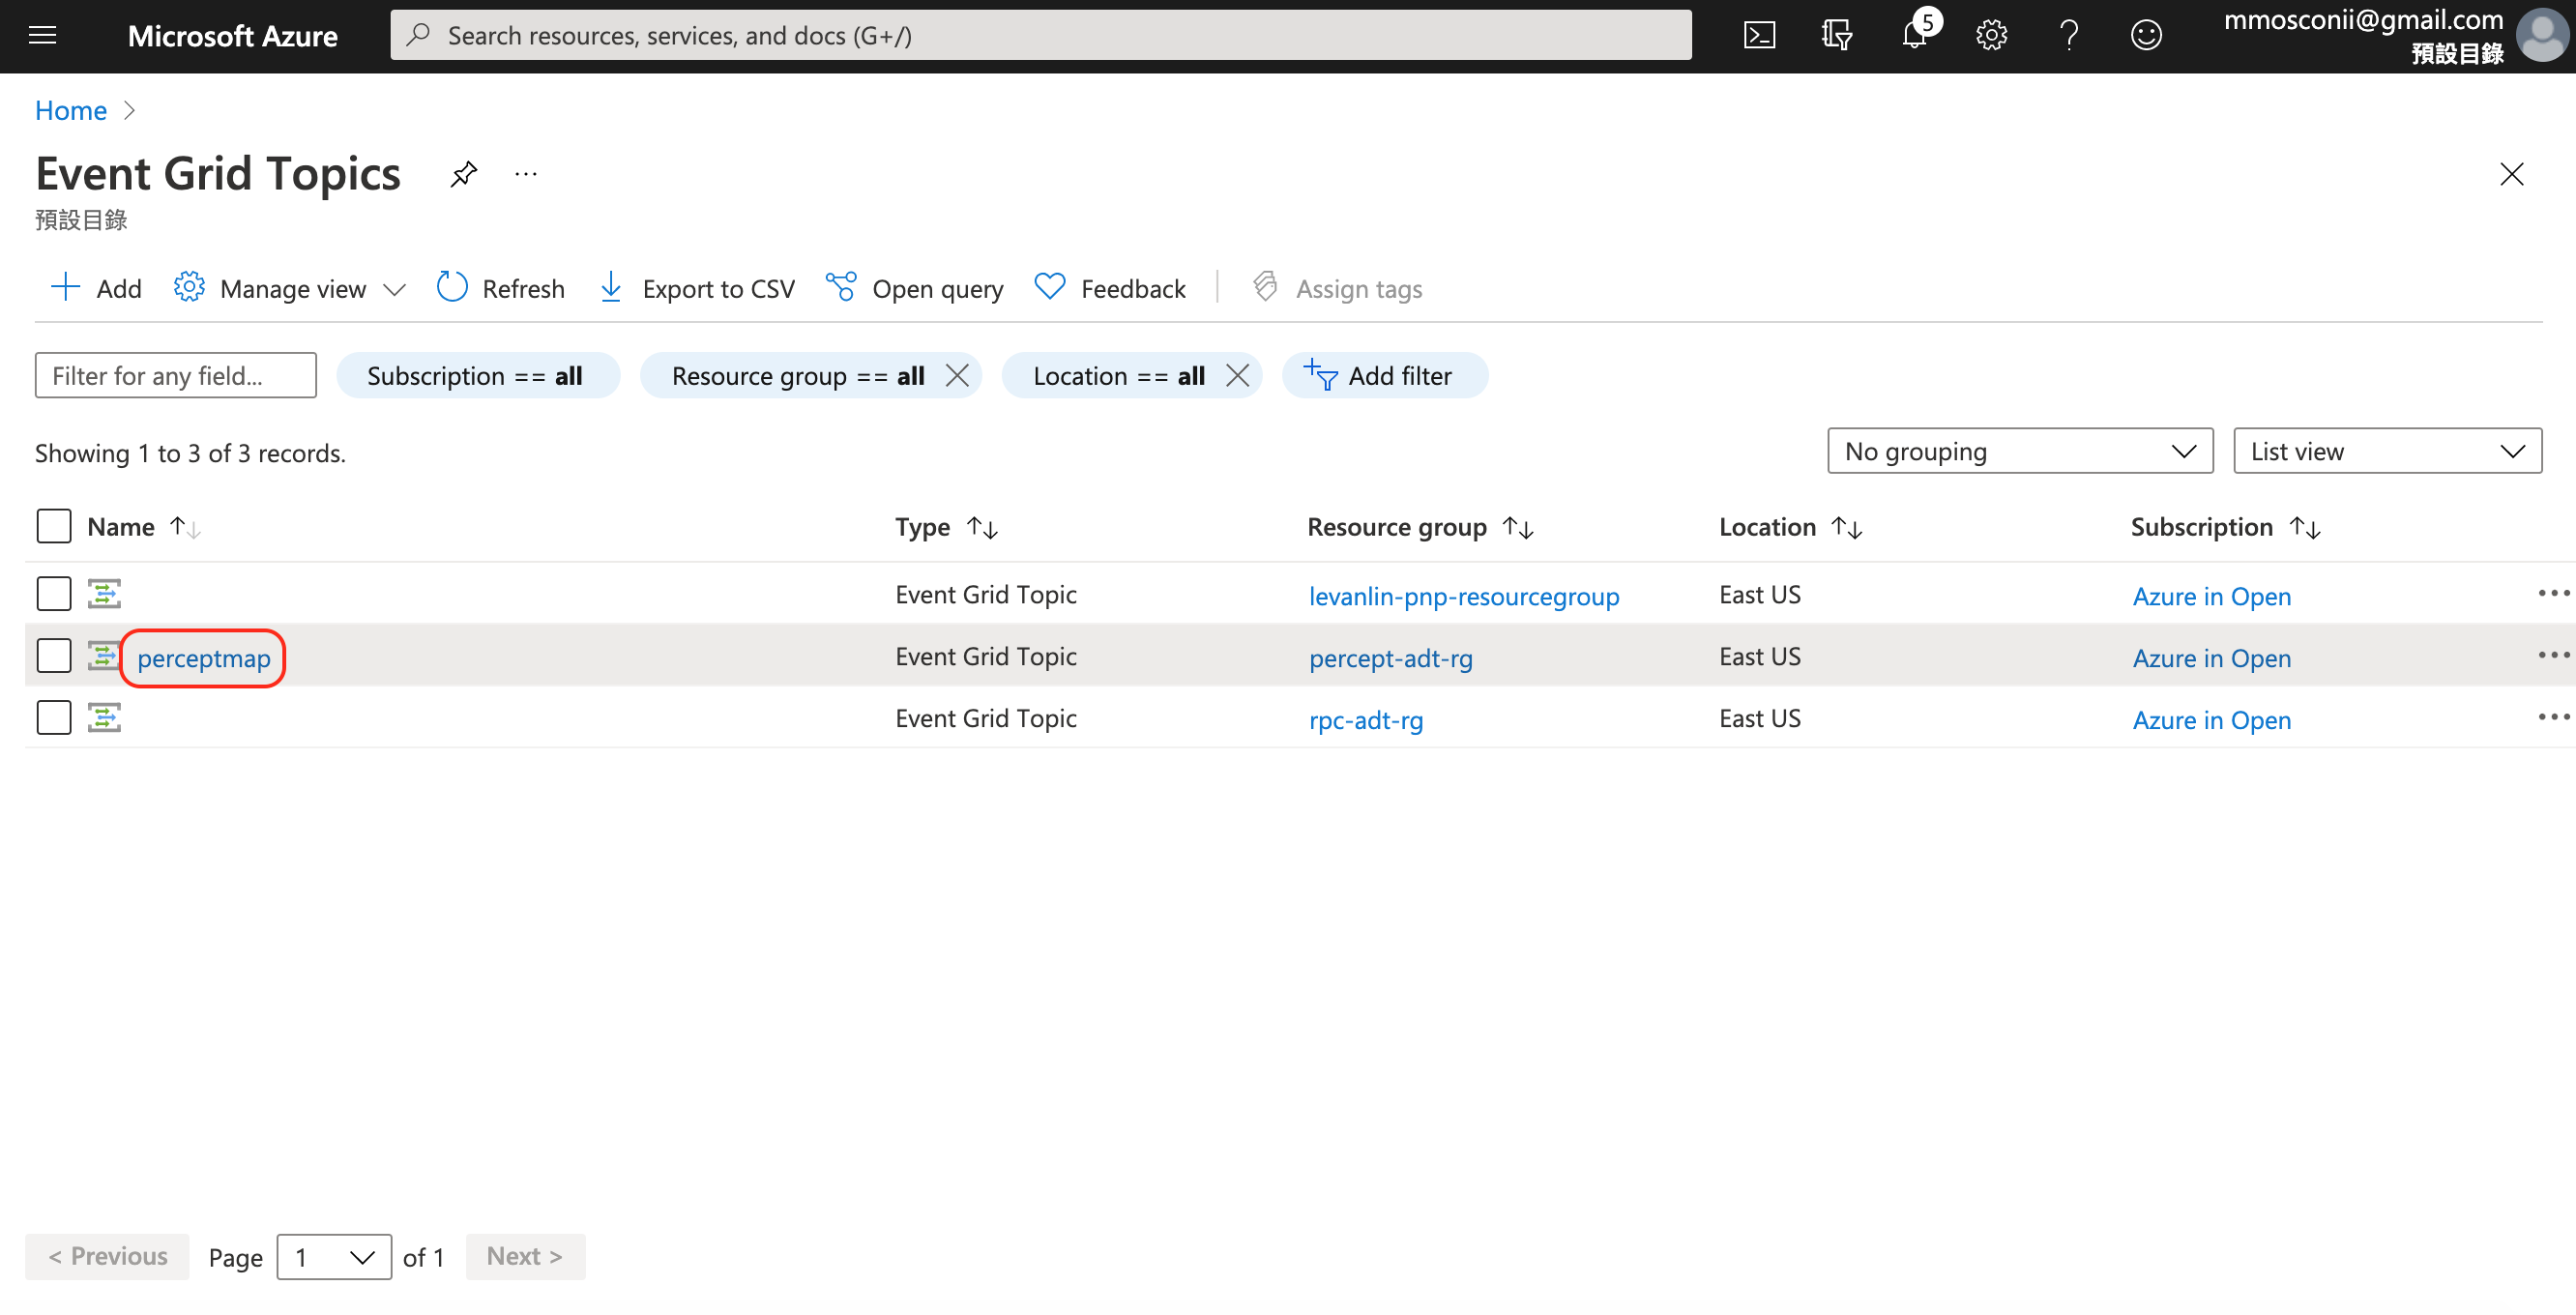 Microsoft Azure
Search resources, services, and docs (G+/)
5
mmosconii@gmail.com
預設目錄
Home >
Event Grid Topics ...
預設目錄
Add Manage view Refresh Export to CSV Open query Feedback Assign tags
Filter for any field... Subscription == all Resource group == all Location == all Add filter
Showing 1 to 3 of 3 records. No grouping List view
Name ↑↓ Type ↑↓ Resource group ↑↓ Location ↑↓ Subscription ↑↓
Event Grid Topic levanlin-pnp-resourcegroup East US Azure in Open ...
perceptmap Event Grid Topic percept-adt-rg East US Azure in Open ...
Event Grid Topic rpc-adt-rg East US Azure in Open ...
< Previous Page 1 of 1 Next >